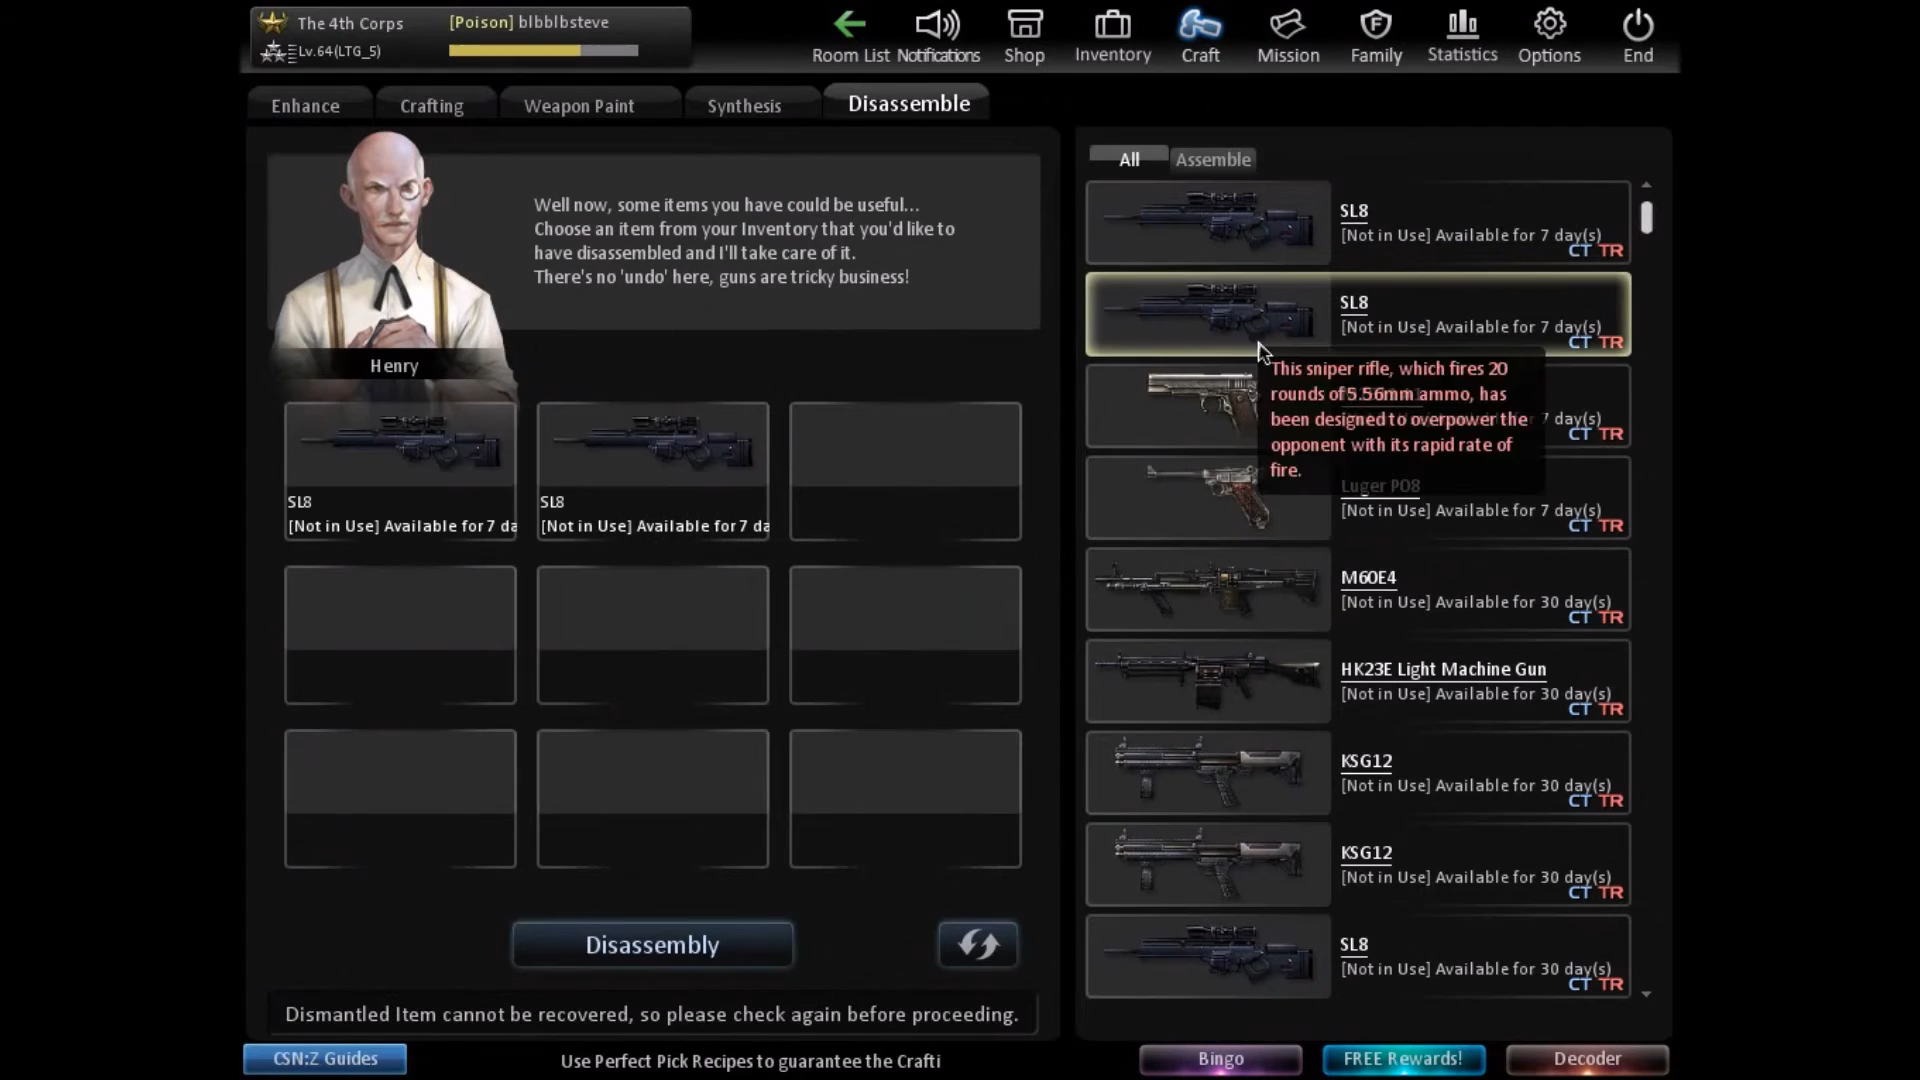 The 4th Corps
[Poison] blbblbsteve
Lv.64(LTG_5)
Room List
Notifications
Shop
Inventory
Craft
Mission
Family
Statistics
Options
End
Enhance
Crafting
Weapon Paint
Synthesis
Disassemble
Well now, some items you have could be useful...
Choose an item from your Inventory that you'd like to
have disassembled and I'll take care of it.
There's no 'undo' here, guns are tricky business!
Henry
SL8
[Not in Use] Available for 7 da
SL8
[Not in Use] Available for 7 da
Disassembly
Dismantled Item cannot be recovered, so please check again before proceeding.
All
Assemble
SL8
[Not in Use] Available for 7 day(s)
CT TR
SL8
[Not in Use] Available for 7 day(s)
CT TR
This sniper rifle, which fires 20
rounds of 5.56mm ammo, has
been designed to overpower the
opponent with its rapid rate of
fire.
7 day(s)
CT TR
Luger P08
[Not in Use] Available for 7 day(s)
CT TR
M60E4
[Not in Use] Available for 30 day(s)
CT TR
HK23E Light Machine Gun
[Not in Use] Available for 30 day(s)
CT TR
KSG12
[Not in Use] Available for 30 day(s)
CT TR
KSG12
[Not in Use] Available for 30 day(s)
CT TR
SL8
[Not in Use] Available for 30 day(s)
CT TR
CSN:Z Guides
Use Perfect Pick Recipes to guarantee the Crafti
Bingo
FREE Rewards!
Decoder